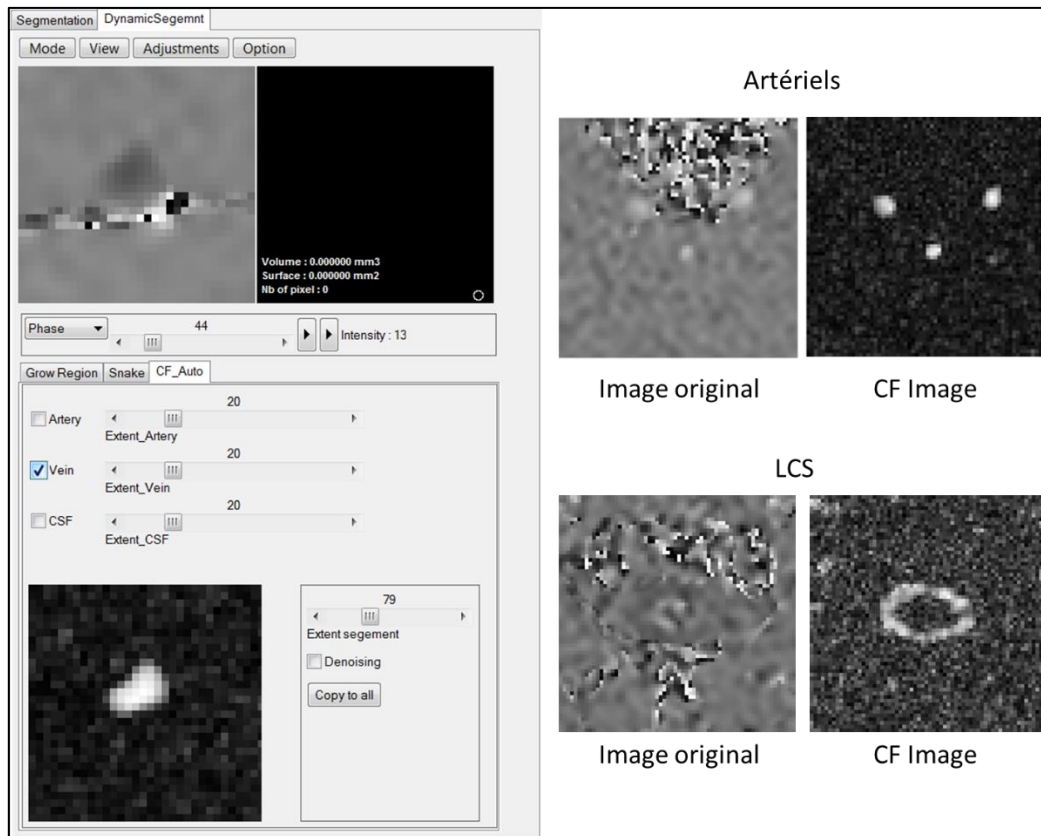 Segmentation DynamicSegemnt
Mode View Adjustments Option
Volume : 0.000000 mm3
Surface : 0.000000 mm2
Nb of pixel : 0
Phase 44 Intensity : 13
Grow Region Snake CF_Auto
20
Artery
Extent_Artery
20
Vein
Extent_Vein
20
CSF
Extent_CSF
79
Extent segement
Denoising
Copy to all
Artériels
Image original CF Image
LCS
Image original CF Image